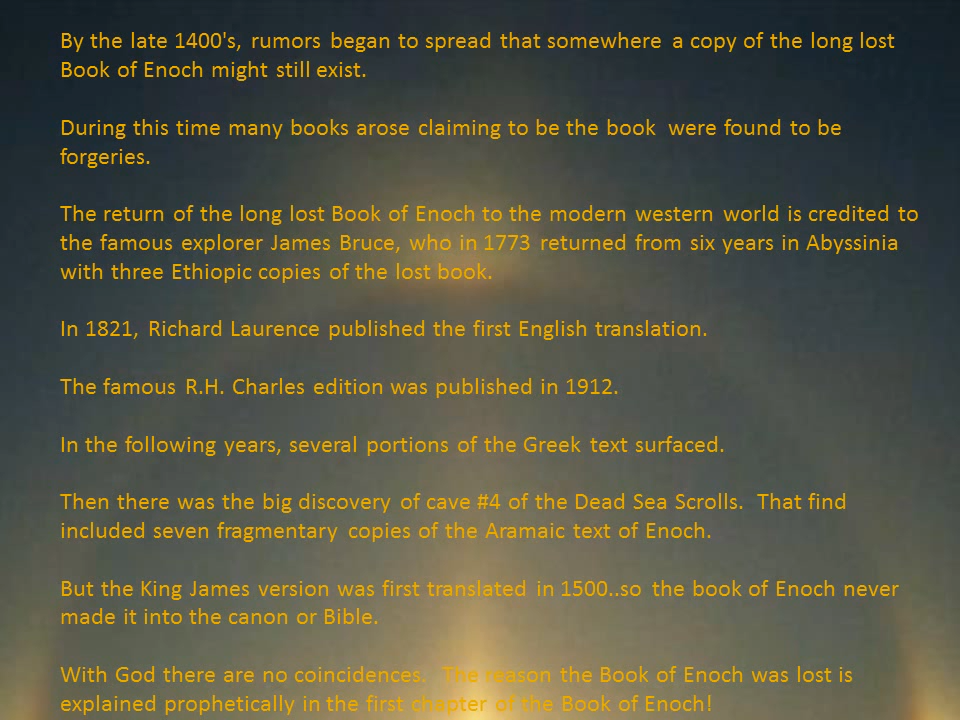 By the late 1400's, rumors began to spread that somewhere a copy of the long lost
Book of Enoch might still exist.
During this time many books arose claiming to be the book were found to be
forgeries.
The return of the long lost Book of Enoch to the modern western world is credited to
the famous explorer James Bruce, who in 1773 returned from six years in Abyssinia
with three Ethiopic copies of the lost book.
In 1821, Richard Laurence published the first English translation.
The famous R.H. Charles edition was published in 1912.
In the following years, several portions of the Greek text surfaced.
Then there was the big discovery of cave #4 of the Dead Sea Scrolls. That find
included seven fragmentary copies of the Aramaic text of Enoch.
But the King James version was first translated in 1500..so the book of Enoch never
made it into the canon or Bible.
With God there are no coincidences. The reason the Book of Enoch was lost is
explained prophetically in the first chapter of the Book of Enoch!